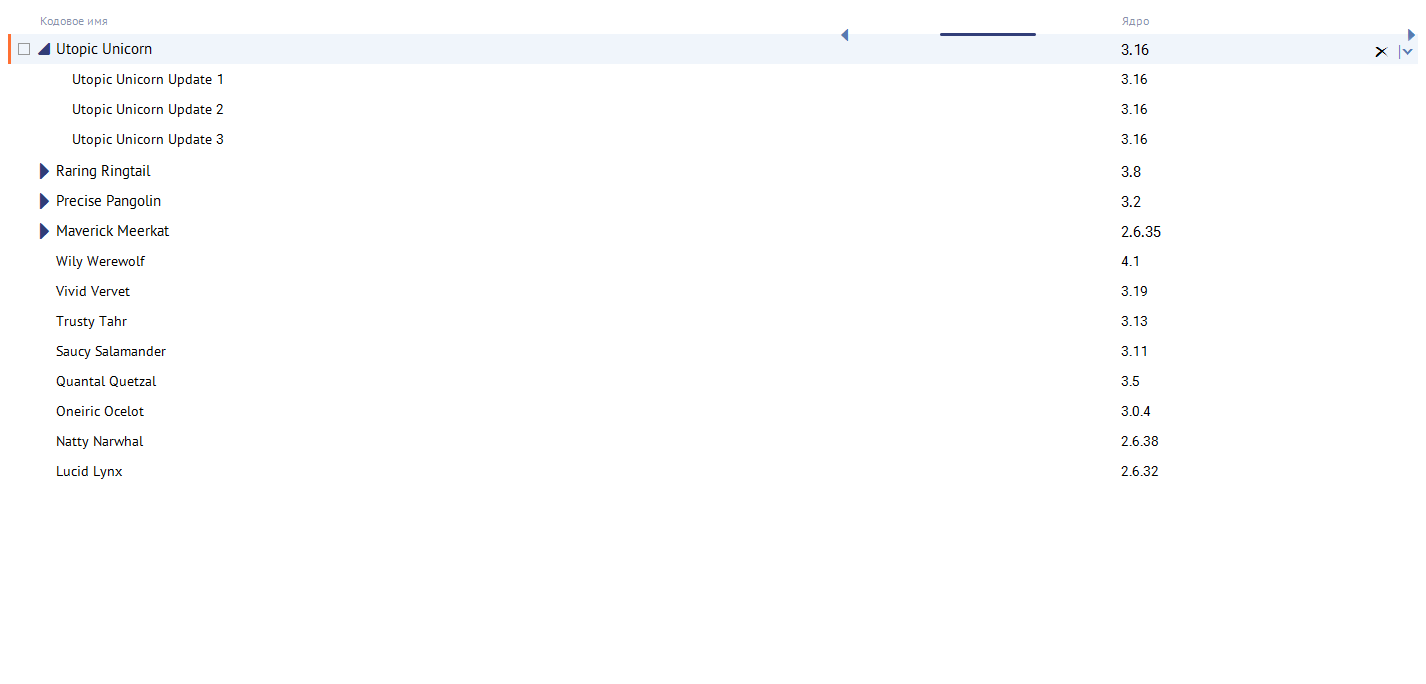 Кодовое имя Ядро
Utopic Unicorn 3.16
Utopic Unicorn Update 1 3.16
Utopic Unicorn Update 2 3.16
Utopic Unicorn Update 3 3.16
Raring Ringtail 3.8
Precise Pangolin 3.2
Maverick Meerkat 2.6.35
Wily Werewolf 4.1
Vivid Vervet 3.19
Trusty Tahr 3.13
Saucy Salamander 3.11
Quantal Quetzal 3.5
Oneiric Ocelot 3.0.4
Natty Narwhal 2.6.38
Lucid Lynx 2.6.32